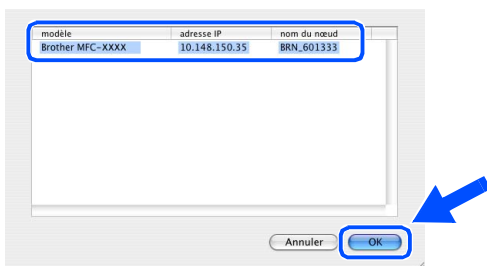 modèle adresse IP nom du nœud
Brother MFC-XXXX 10.148.150.35 BRN_601333
Annuler OK